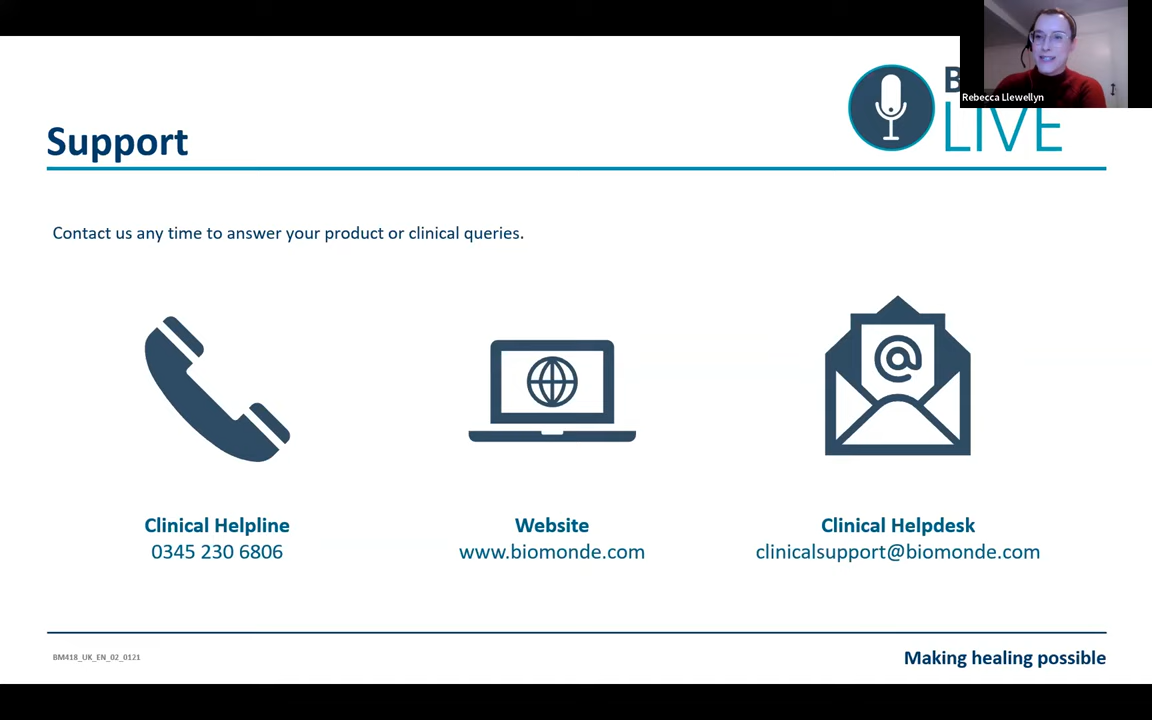 Rebecca Llewellyn
LIVE
Support
Contact us any time to answer your product or clinical queries.
@
Clinical Helpline
0345 230 6806
Website
www.biomonde.com
Clinical Helpdesk
clinicalsupport@biomonde.com
BM418_UK_EN_02_0121
Making healing possible